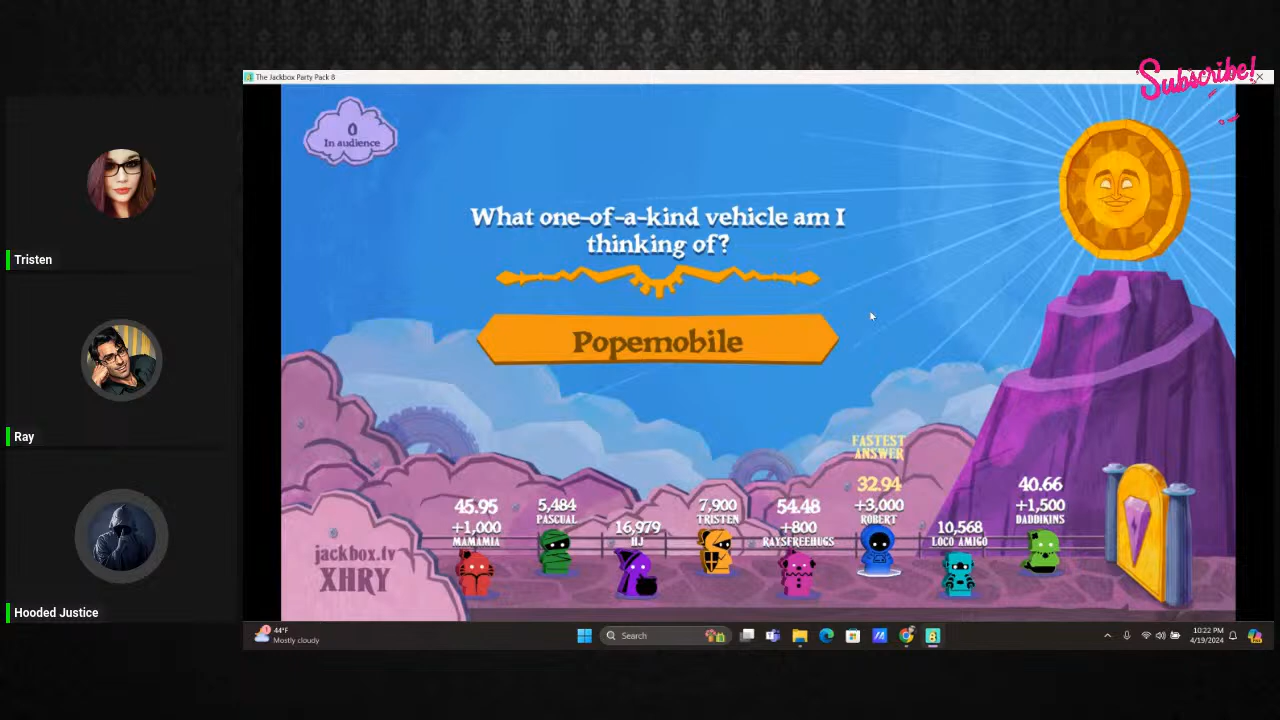 Subscribe!
The Jackbox Party Pack 8
0
In audience
What one-of-a-kind vehicle am I
thinking of?
Popemobile
Tristen
Ray
Hooded Justice
FASTEST
ANSWER
45.95
+1,000
MAMAMIA
5,484
PASCUAL
16,979
HJ
7,900
TRISTEN
54.48
+800
RAYSFREEHUGS
32.94
+3,000
ROBERT
10,568
LOCO AMIGO
40.66
+1,500
DADDIKINS
jackbox.tv
XHRY
44°F
Mostly cloudy
Search
10:22 PM
4/19/2024